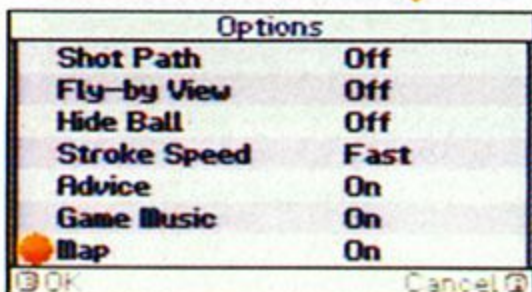 Options
Shot Path Off
Fly-by View Off
Hide Ball Off
Stroke Speed Fast
Advice On
Game Music On
Map On
OK Cancel